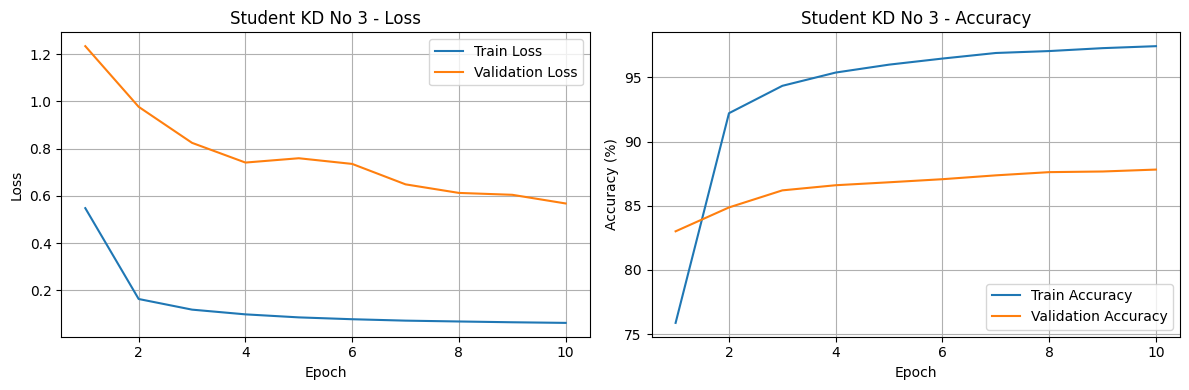 Student KD No 3 - Loss
Loss
1.2
1.0
0.8
0.6
0.4
0.2
Train Loss
Validation Loss
2
4
6
8
10
Epoch
Student KD No 3 - Accuracy
Accuracy (%)
95
90
85
80
75
Train Accuracy
Validation Accuracy
2
4
6
8
10
Epoch